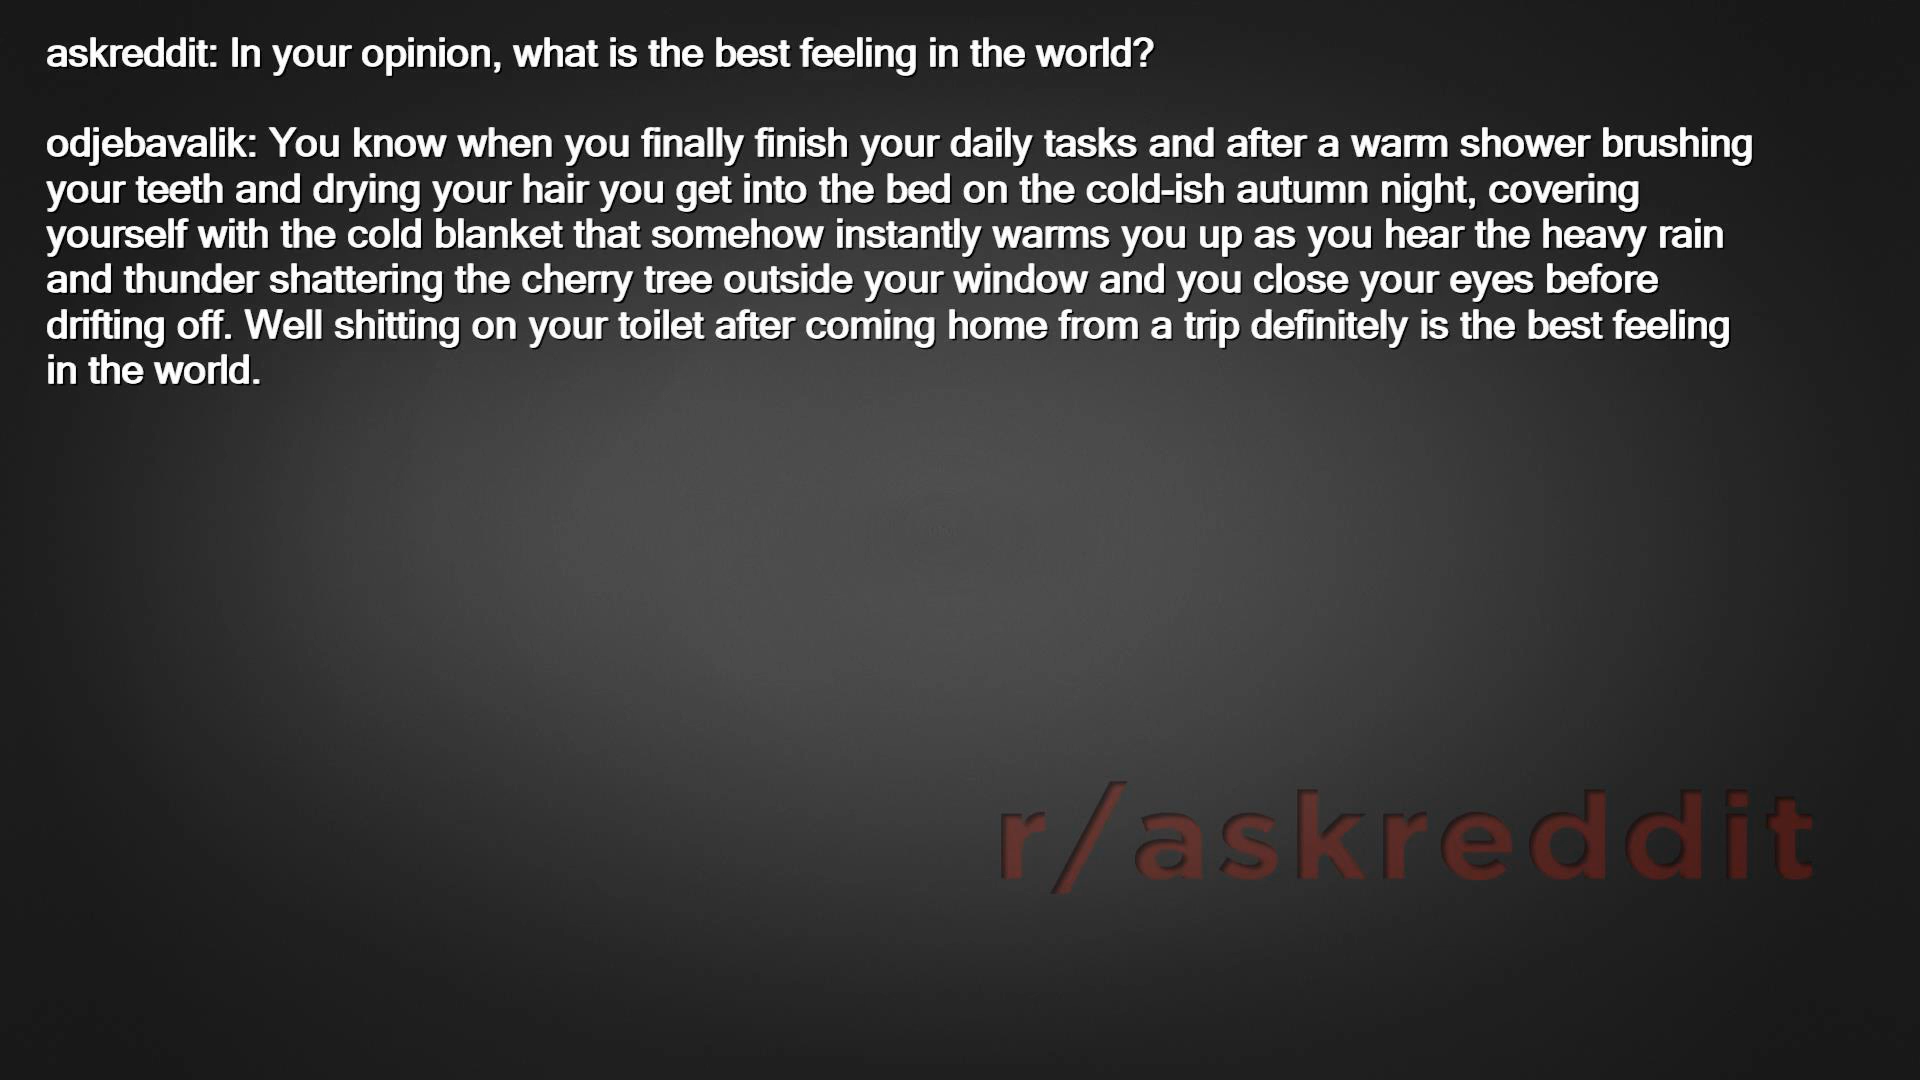 askreddit: In your opinion, what is the best feeling in the world?
odjebavalik: You know when you finally finish your daily tasks and after a warm shower brushing
your teeth and drying your hair you get into the bed on the cold-ish autumn night, covering
yourself with the cold blanket that somehow instantly warms you up as you hear the heavy rain
and thunder shattering the cherry tree outside your window and you close your eyes before
drifting off. Well shitting on your toilet after coming home from a trip definitely is the best feeling
in the world.
r/askreddit